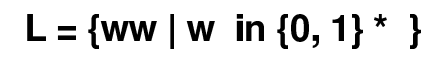 L = {ww | w in {0, 1} * }